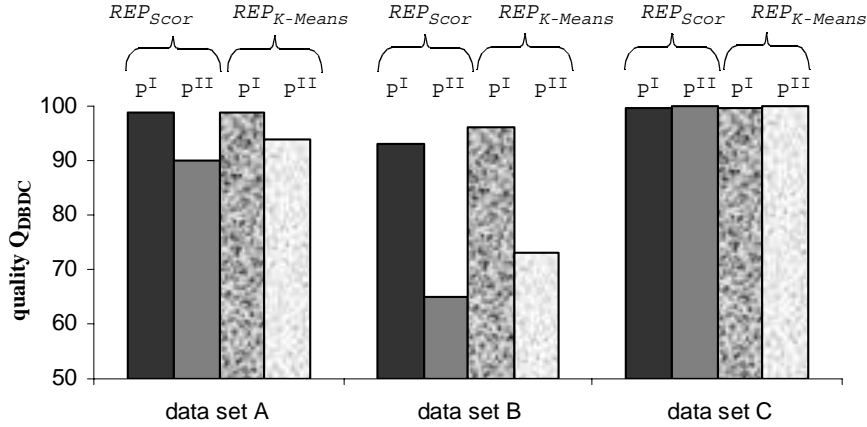 REP_Scor REP_K-Means REP_Scor REP_K-Means REP_Scor REP_K-Means
P^I P^II P^I P^II P^I P^II P^I P^II P^I P^II P^I P^II
100
90
80
70
60
50
quality Q_DBDC
data set A data set B data set C